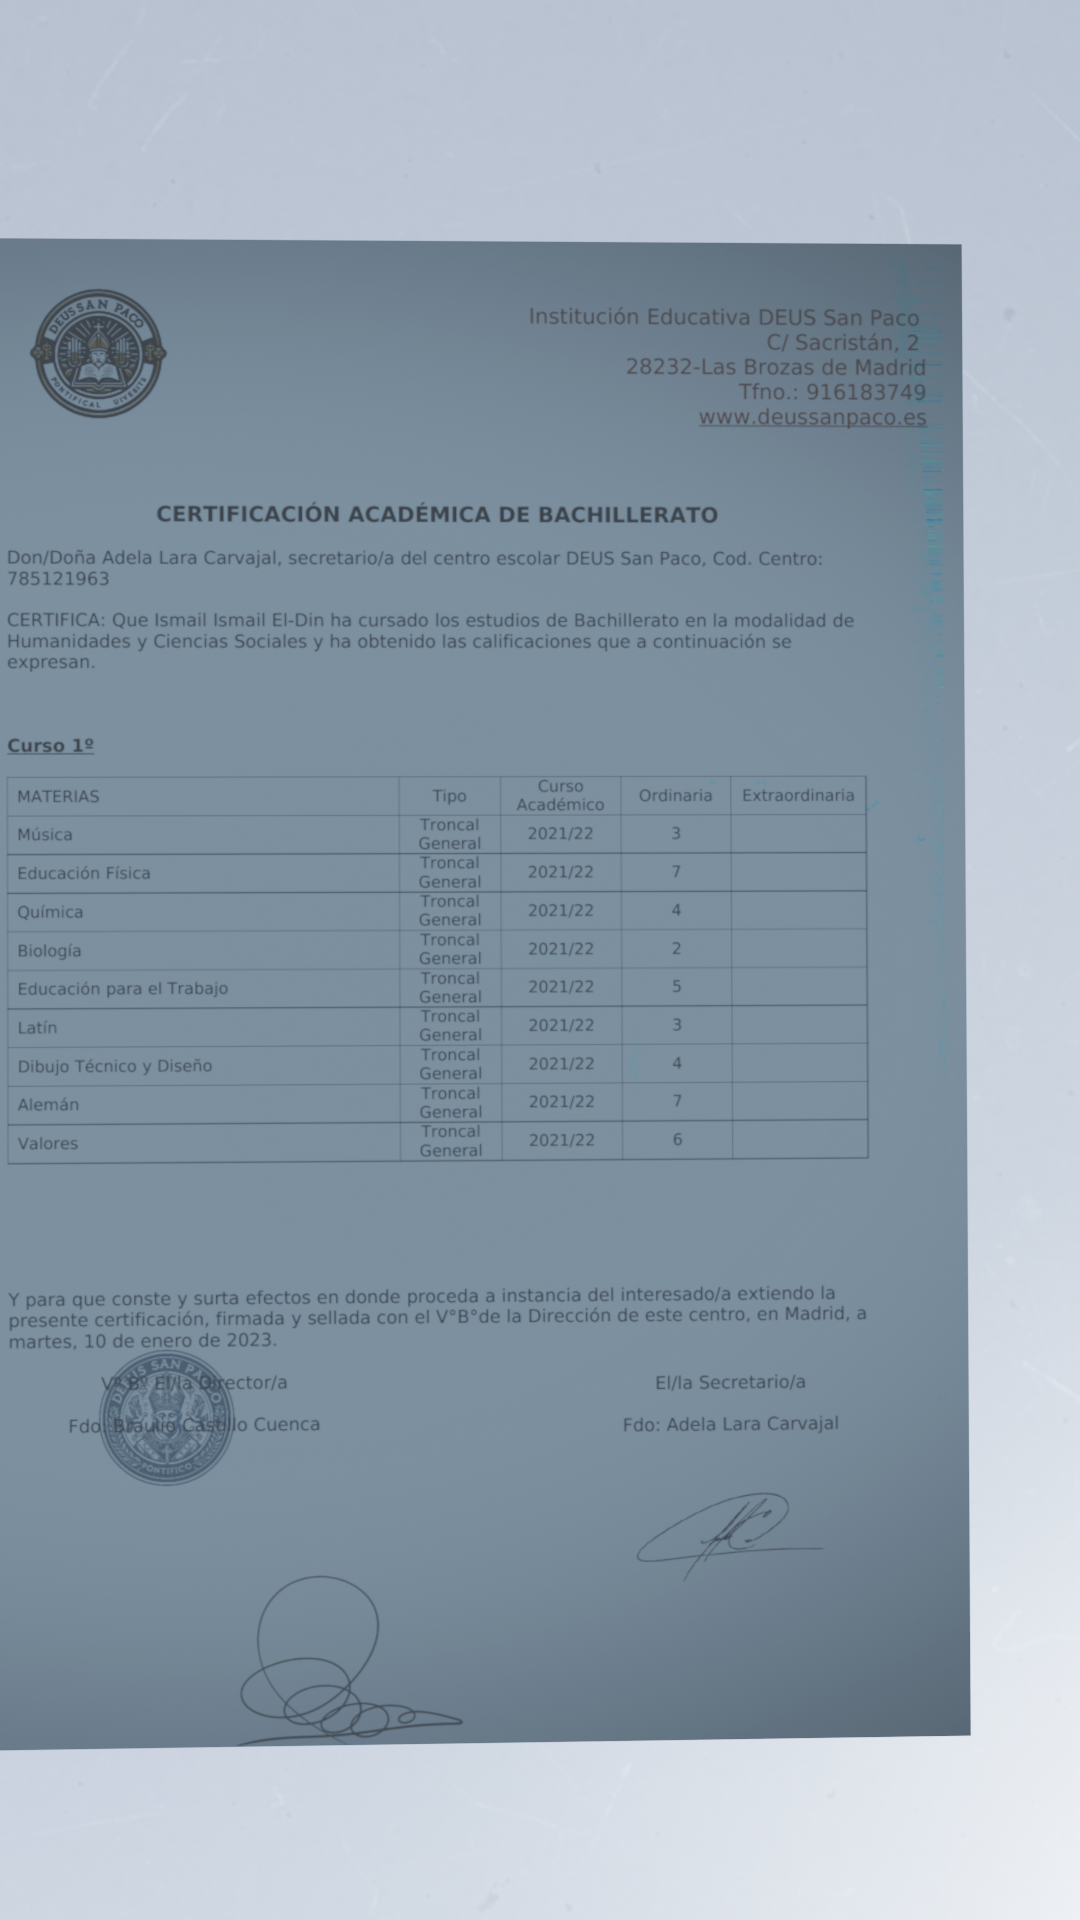 DEUS SAN PACO
PONTIFICAL UIVERSITS
Institución Educativa DEUS San Paco
C/ Sacristán, 2
28232-Las Brozas de Madrid
Tfno.: 916183749
www.deussanpaco.es
CERTIFICACIÓN ACADÉMICA DE BACHILLERATO
Don/Doña Adela Lara Carvajal, secretario/a del centro escolar DEUS San Paco, Cod. Centro:
785121963
CERTIFICA: Que Ismail Ismail El-Din ha cursado los estudios de Bachillerato en la modalidad de
Humanidades y Ciencias Sociales y ha obtenido las calificaciones que a continuación se
expresan.
Curso 1º
MATERIAS Tipo Curso Académico Ordinaria Extraordinaria
Música Troncal General 2021/22 3
Educación Física Troncal General 2021/22 7
Química Troncal General 2021/22 4
Biología Troncal General 2021/22 2
Educación para el Trabajo Troncal General 2021/22 5
Latín Troncal General 2021/22 3
Dibujo Técnico y Diseño Troncal General 2021/22 4
Alemán Troncal General 2021/22 7
Valores Troncal General 2021/22 6
Y para que conste y surta efectos en donde proceda a instancia del interesado/a extiendo la
presente certificación, firmada y sellada con el V°B°de la Dirección de este centro, en Madrid, a
martes, 10 de enero de 2023.
V° B° El/la Director/a El/la Secretario/a
Fdo: Braulio Castillo Cuenca Fdo: Adela Lara Carvajal
DEUS SAN PACO
PONTIFICO